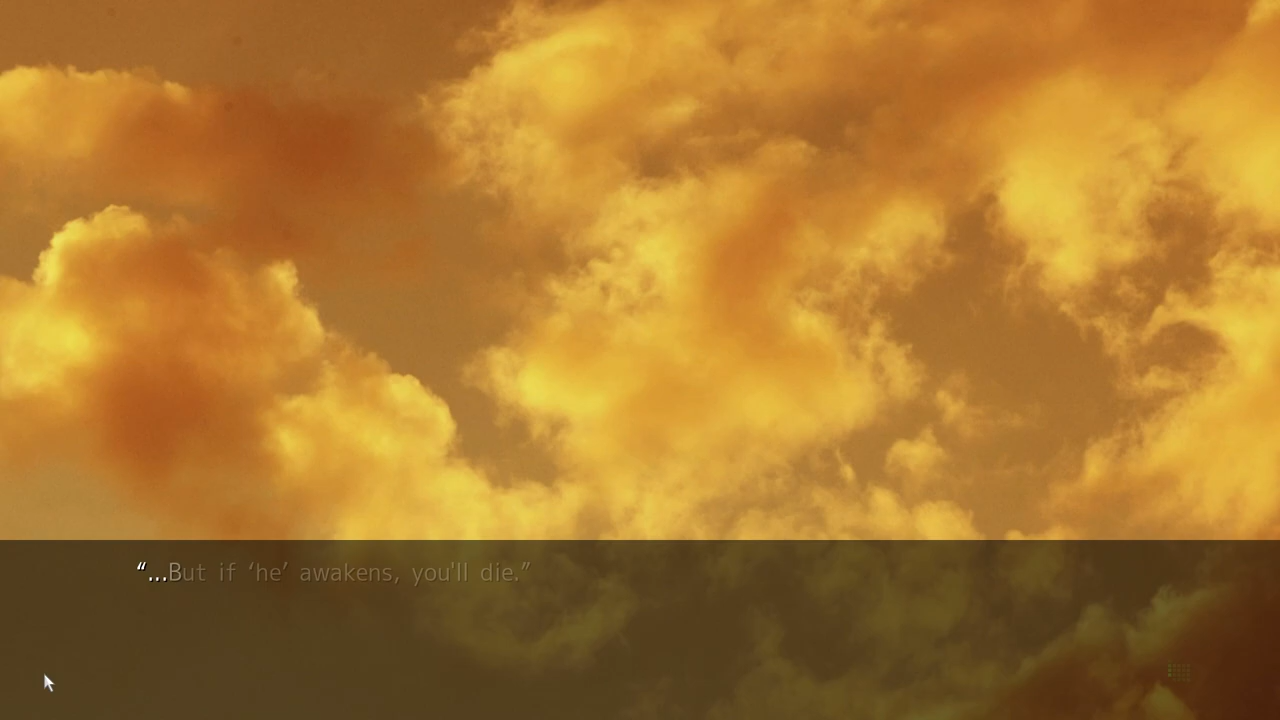 “...But if ‘he’ awakens, you'll die.”